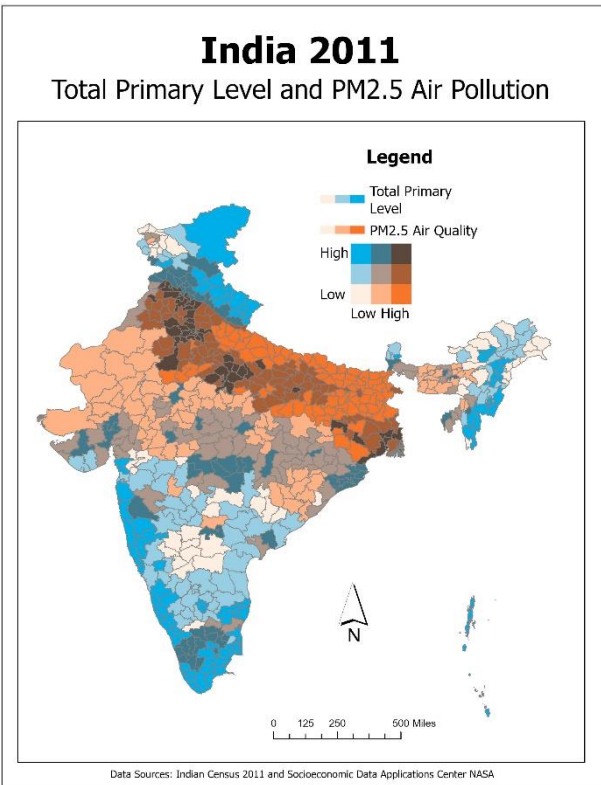 India 2011
Total Primary Level and PM2.5 Air Pollution
Legend
Total Primary
Level
PM2.5 Air Quality
High
Low
Low High
N
0 125 250 500 Miles
Data Sources: Indian Census 2011 and Socioeconomic Data Applications Center NASA